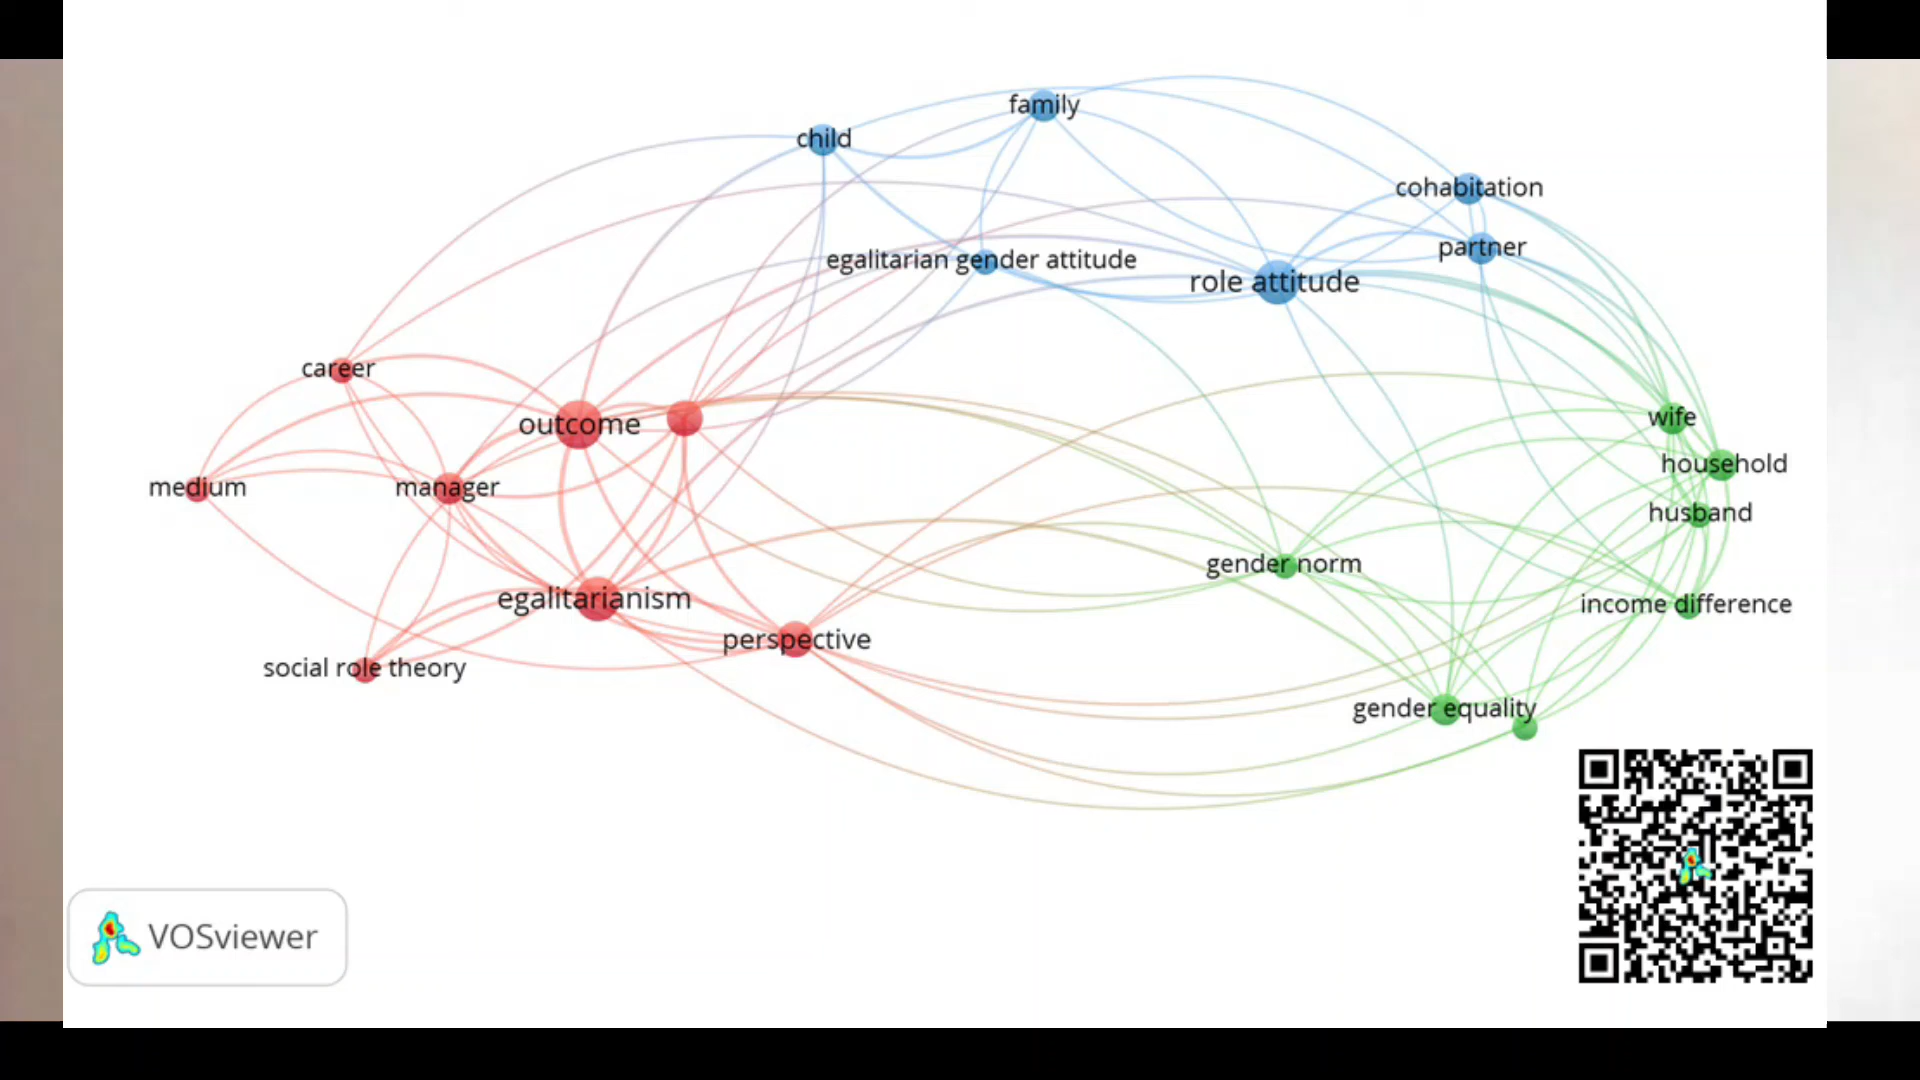 family
child
cohabitation
partner
egalitarian gender attitude
role attitude
career
outcome
wife
household
medium
manager
husband
gender norm
egalitarianism
income difference
perspective
social role theory
gender equality
VOSviewer